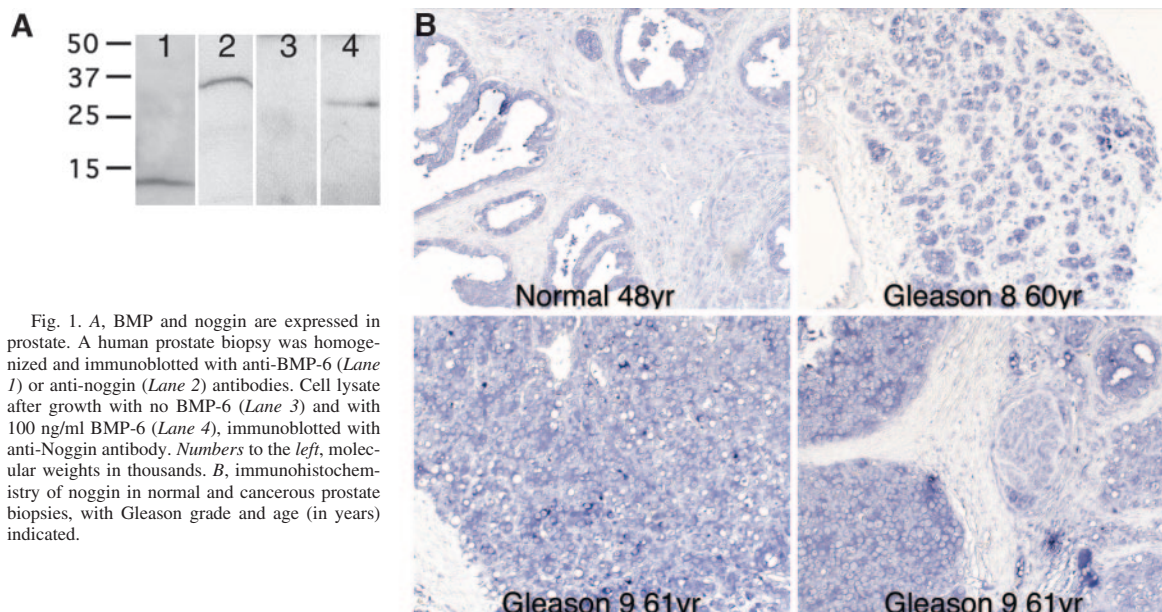 A
50
37
25
15
1 2 3 4
B
Normal 48yr
Gleason 8 60yr
Gleason 9 61yr
Gleason 9 61yr
Fig. 1. A, BMP and noggin are expressed in
prostate. A human prostate biopsy was homoge-
nized and immunoblotted with anti-BMP-6 (Lane
1) or anti-noggin (Lane 2) antibodies. Cell lysate
after growth with no BMP-6 (Lane 3) and with
100 ng/ml BMP-6 (Lane 4), immunoblotted with
anti-Noggin antibody. Numbers to the left, molec-
ular weights in thousands. B, immunohistochem-
istry of noggin in normal and cancerous prostate
biopsies, with Gleason grade and age (in years)
indicated.